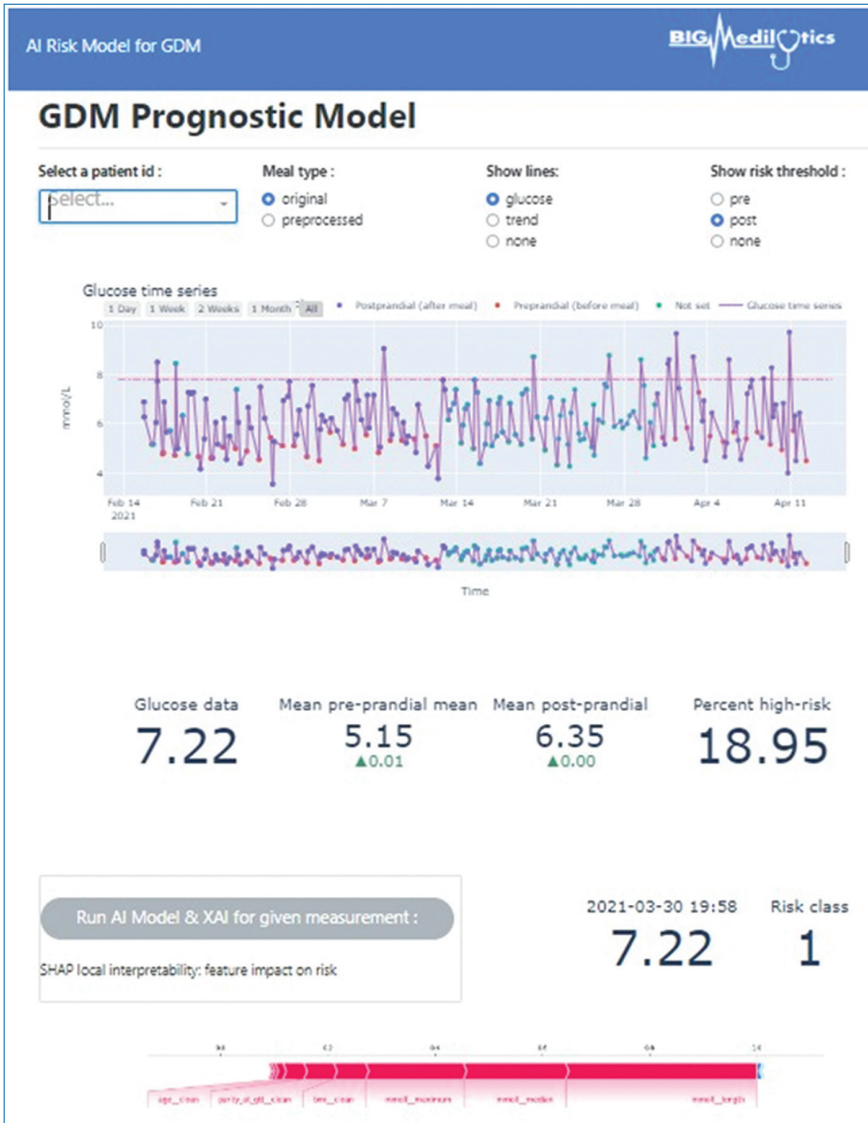 AI Risk Model for GDM
BIG Medilytics
GDM Prognostic Model
Select a patient id : Meal type : Show lines: Show risk threshold :
Select... original glucose pre
preprocessed trend post
none none
Glucose time series
1 Day 1 Week 2 Weeks 1 Month All Postprandial (after meal) Preprandial (before meal) Not set Glucose time series
10
8
6
4
mmol/L
Feb 14 Feb 21 Feb 28 Mar 7 Mar 14 Mar 21 Mar 28 Apr 4 Apr 11
2021
Time
Glucose data Mean pre-prandial mean Mean post-prandial Percent high-risk
7.22 5.15 6.35 18.95
▲0.01 ▲0.00
Run AI Model & XAI for given measurement :
SHAP local interpretability: feature impact on risk
2021-03-30 19:58 Risk class
7.22 1
age_clean parity_at_gtt_clean bmi_clean mmoll_maximum mmoll_median mmoll_length